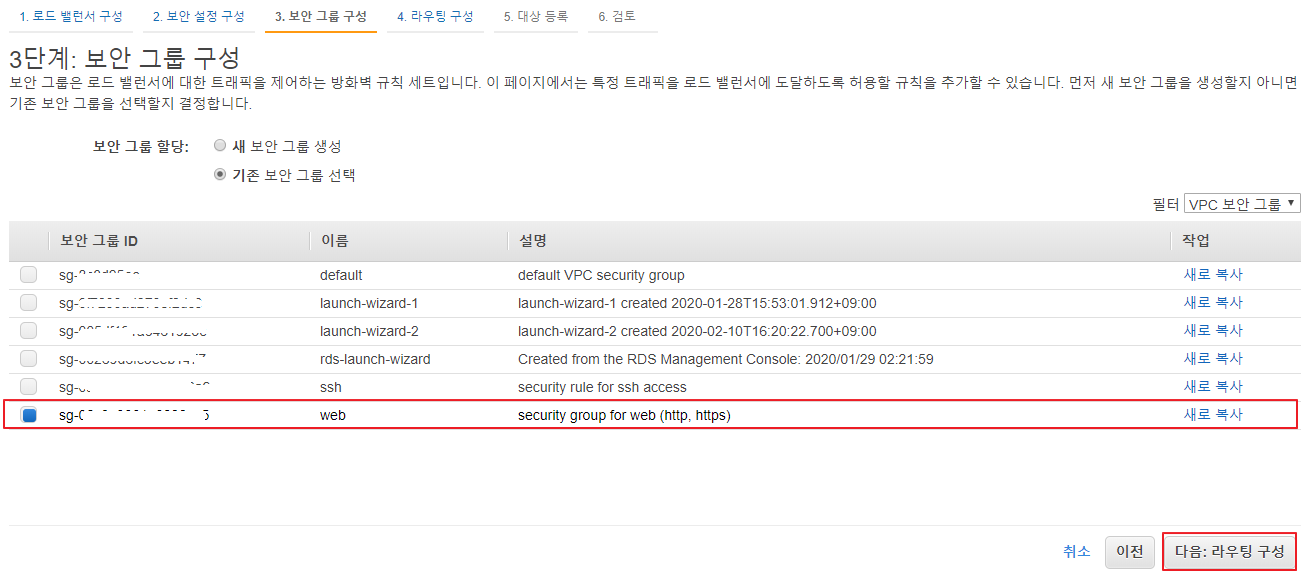 1. 로드 밸런서 구성 2. 보안 설정 구성 3. 보안 그룹 구성 4. 라우팅 구성 5. 대상 등록 6. 검토
3단계: 보안 그룹 구성
보안 그룹은 로드 밸런서에 대한 트래픽을 제어하는 방화벽 규칙 세트입니다. 이 페이지에서는 특정 트래픽을 로드 밸런서에 도달하도록 허용할 규칙을 추가할 수 있습니다. 먼저 새 보안 그룹을 생성할지 아니면
기존 보안 그룹을 선택할지 결정합니다.
보안 그룹 할당: 새 보안 그룹 생성
기존 보안 그룹 선택
필터 VPC 보안 그룹
보안 그룹 ID 이름 설명 작업
default default VPC security group 새로 복사
launch-wizard-1 launch-wizard-1 created 2020-01-28T15:53:01.912+09:00 새로 복사
launch-wizard-2 launch-wizard-2 created 2020-02-10T16:20:22.700+09:00 새로 복사
rds-launch-wizard Created from the RDS Management Console: 2020/01/29 02:21:59 새로 복사
ssh security rule for ssh access 새로 복사
web security group for web (http, https) 새로 복사
취소 이전 다음: 라우팅 구성